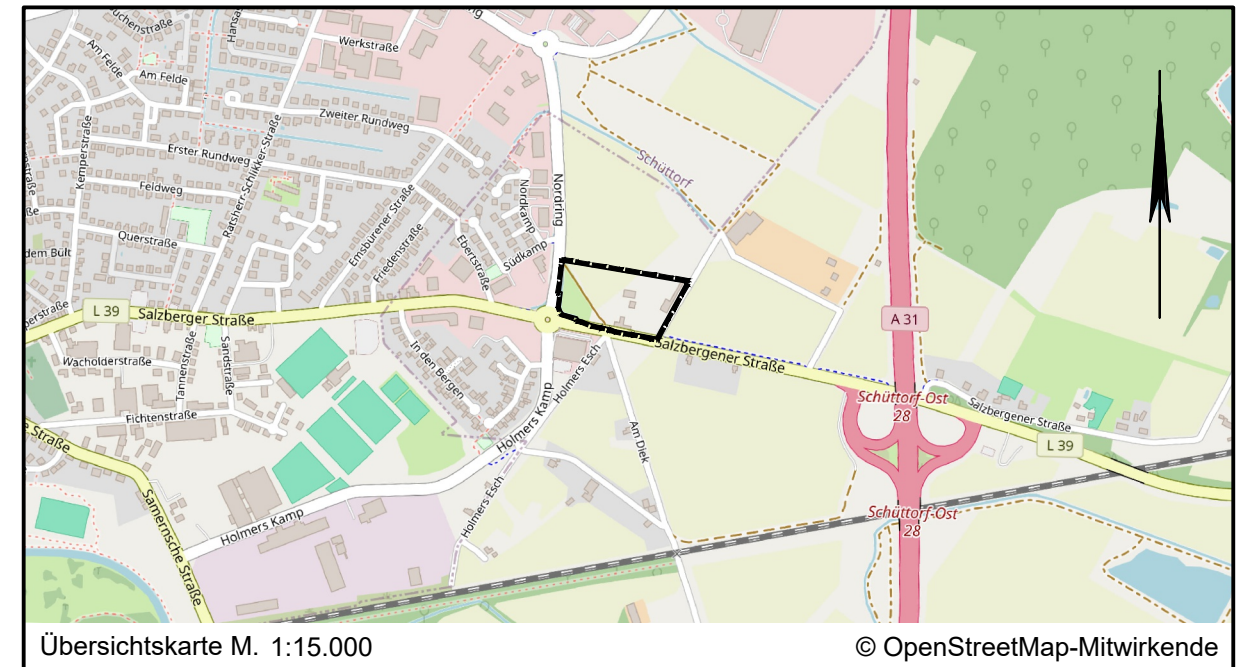 Werkstraße
Am Felde
Am Felde
Zweiter Rundweg
Kemperstraße
Erster Rundweg
Ratsherr-Schlikker-Straße
Feldweg
Schüttorf
Nordring
Nordkamp
Emsbürener Straße
Friedenstraße
Querstraße
dem Bült
Ebertstraße
Südkamp
L 39
Salzberger Straße
A 31
Salzbergener Straße
Wacholderstraße
Tannenstraße
Sandstraße
In den Bergen
Holmers Esch
Holmers Kamp
Fichtenstraße
Am Diek
Schüttorf-Ost
28
Salzbergener Straße
L 39
Samernsche Straße
Holmers Kamp
Holmers Esch
Schüttorf-Ost
28
Übersichtskarte M. 1:15.000
© OpenStreetMap-Mitwirkende